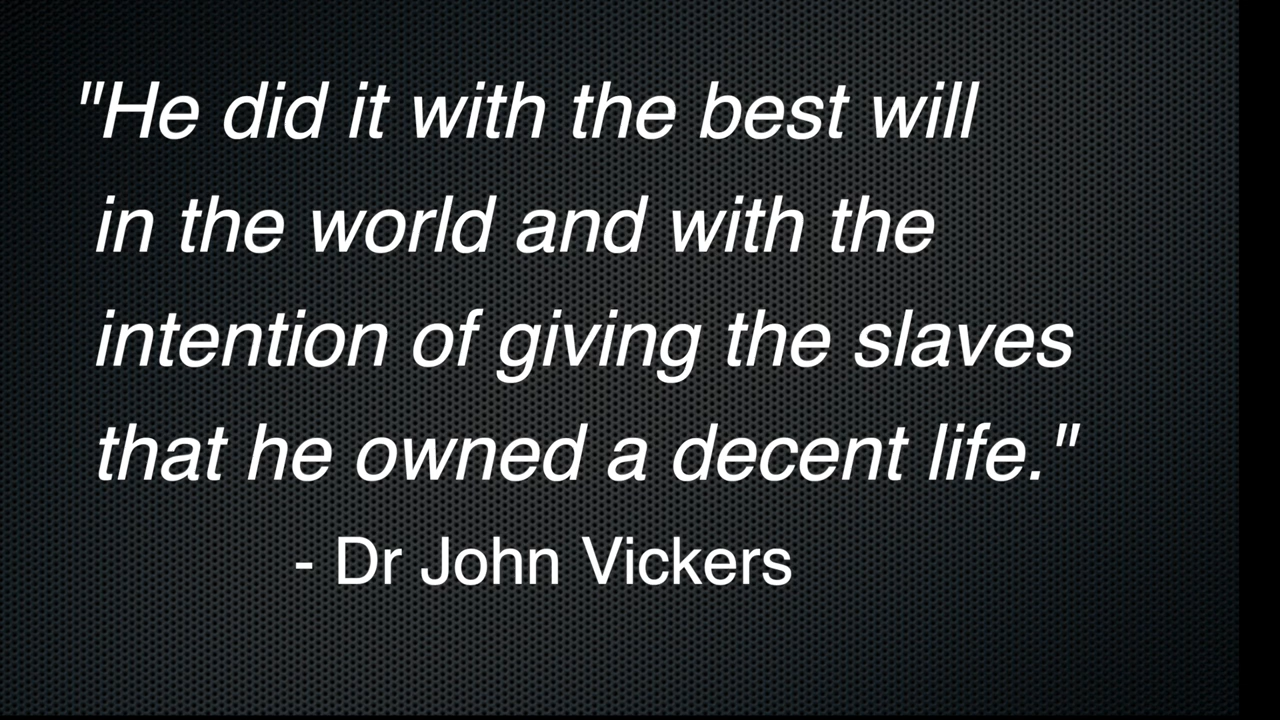 "He did it with the best will
in the world and with the
intention of giving the slaves
that he owned a decent life."
- Dr John Vickers